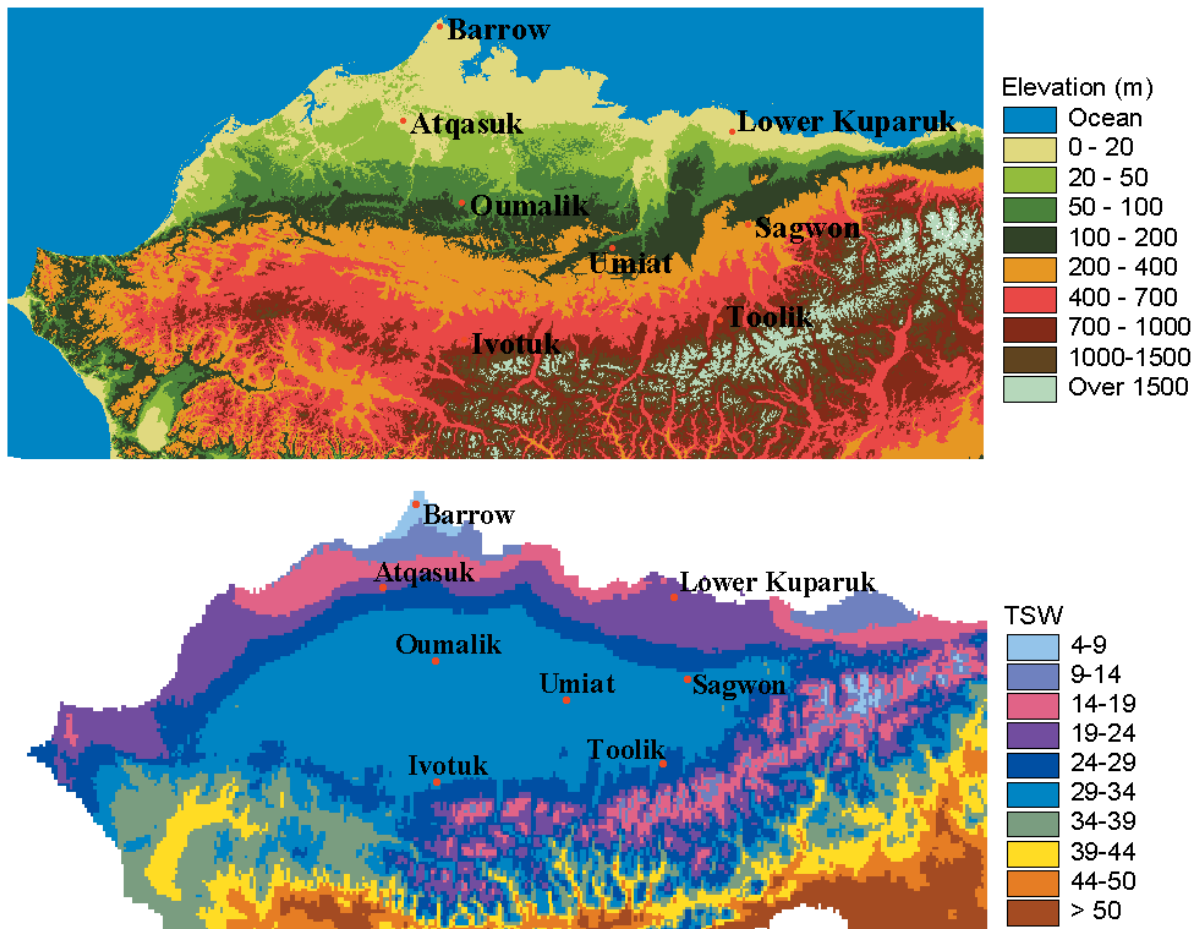 Barrow
Atqasuk
Lower Kuparuk
Oumalik
Sagwon
Umiat
Toolik
Ivotuk
Elevation (m)
Ocean
0 - 20
20 - 50
50 - 100
100 - 200
200 - 400
400 - 700
700 - 1000
1000-1500
Over 1500
Barrow
Atqasuk
Lower Kuparuk
Oumalik
Umiat
Sagwon
Toolik
Ivotuk
TSW
4-9
9-14
14-19
19-24
24-29
29-34
34-39
39-44
44-50
> 50